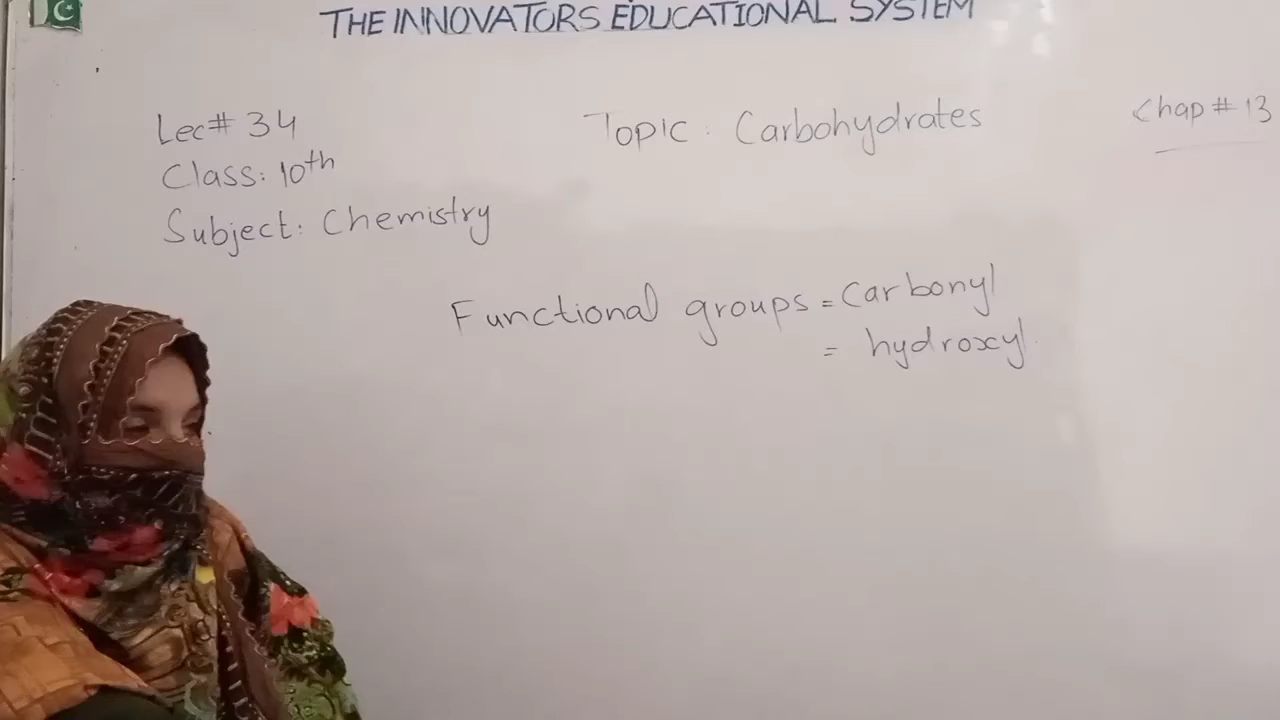 THE INNOVATORS EDUCATIONAL SYSTEM
Lec# 34
Topic: Carbohydrates
Chap # 13
Class: 10th
Subject: Chemistry
Functional groups = Carbonyl
= hydroxyl